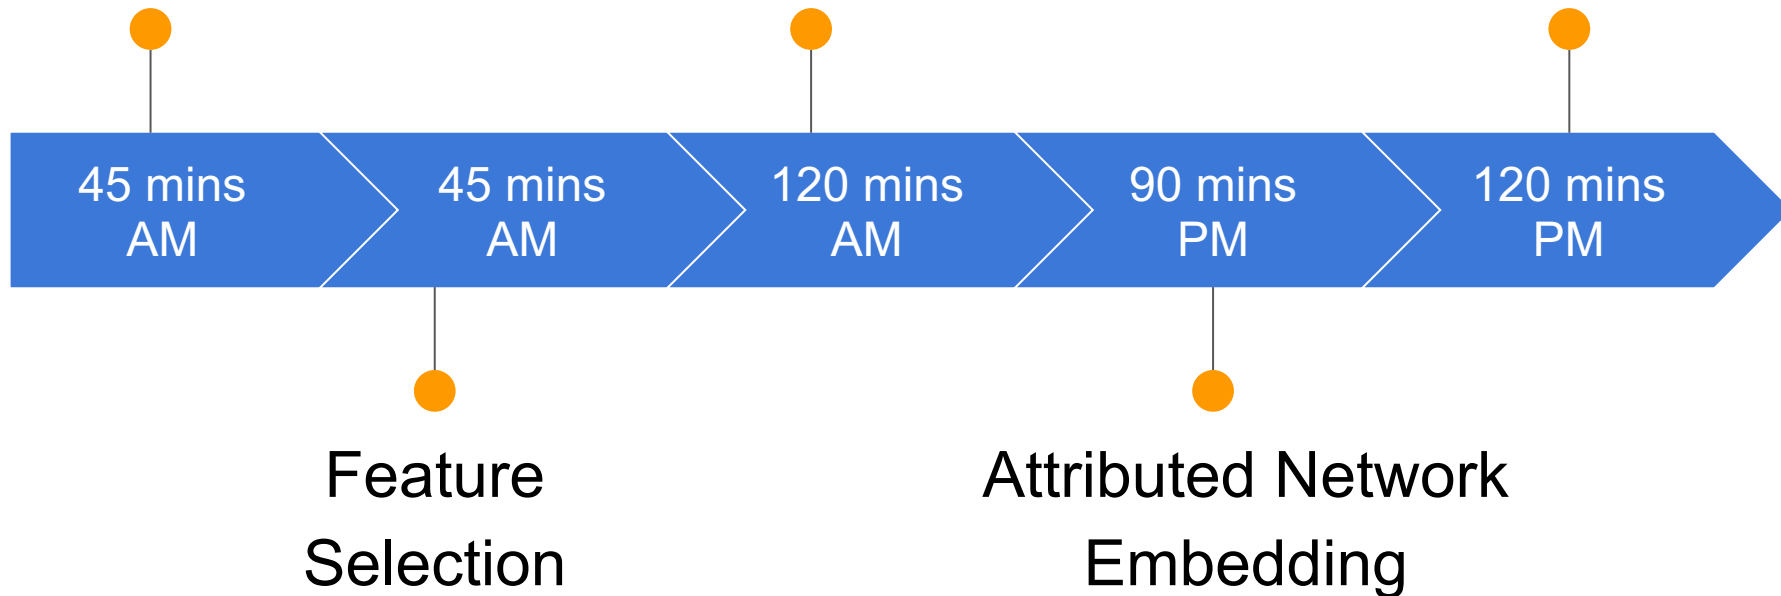 45 mins
AM
45 mins
AM
120 mins
AM
90 mins
PM
120 mins
PM
Feature
Selection
Attributed Network
Embedding